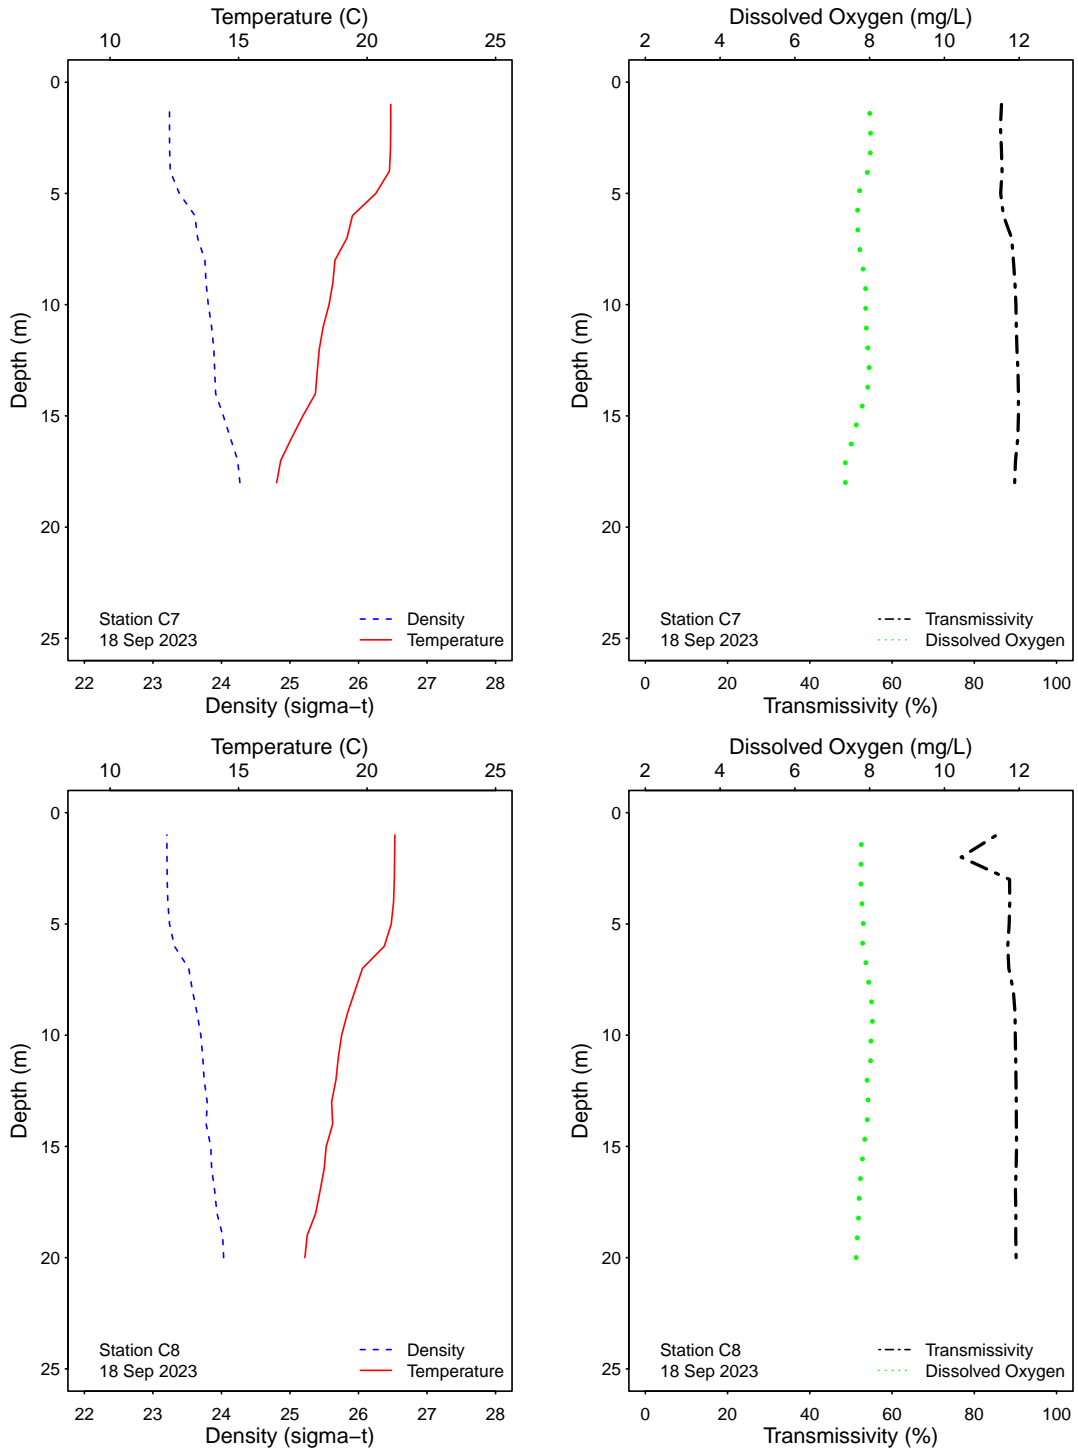 Temperature (C)
10 15 20 25
0
5
10
15
20
25
Depth (m)
Station C7
18 Sep 2023
Density
Temperature
22 23 24 25 26 27 28
Density (sigma−t)
Dissolved Oxygen (mg/L)
2 4 6 8 10 12
0
5
10
15
20
25
Depth (m)
Station C7
18 Sep 2023
Transmissivity
Dissolved Oxygen
0 20 40 60 80 100
Transmissivity (%)
Temperature (C)
10 15 20 25
0
5
10
15
20
25
Depth (m)
Station C8
18 Sep 2023
Density
Temperature
22 23 24 25 26 27 28
Density (sigma−t)
Dissolved Oxygen (mg/L)
2 4 6 8 10 12
0
5
10
15
20
25
Depth (m)
Station C8
18 Sep 2023
Transmissivity
Dissolved Oxygen
0 20 40 60 80 100
Transmissivity (%)